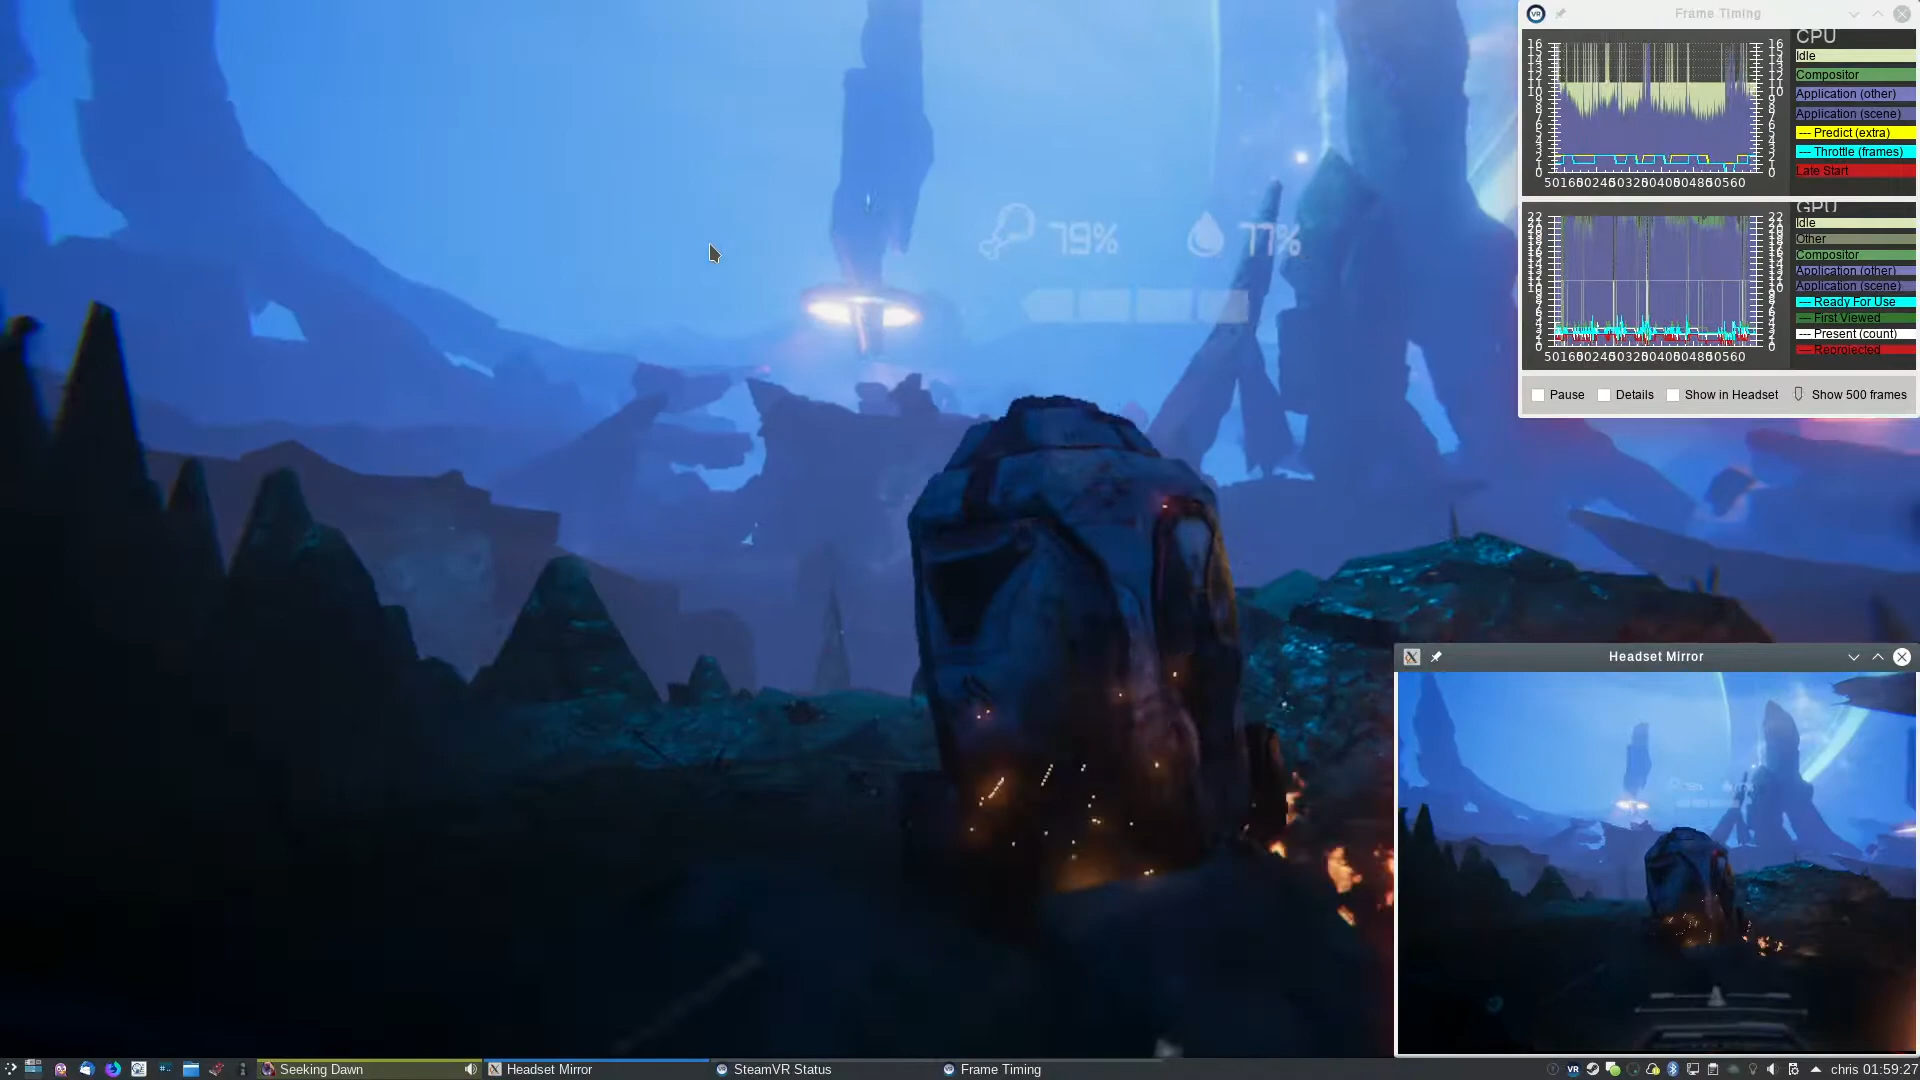 Frame Timing
CPU
Idle
Compositor
Application (other)
Application (scene)
--- Predict (extra)
--- Throttle (frames)
Late Start
GPU
Idle
Other
Compositor
Application (other)
Application (scene)
--- Ready For Use
--- First Viewed
--- Present (count)
--- Reprojected
Pause
Details
Show in Headset
Show 500 frames
79%
77%
Headset Mirror
Seeking Dawn
Headset Mirror
SteamVR Status
Frame Timing
chris 01:59:27